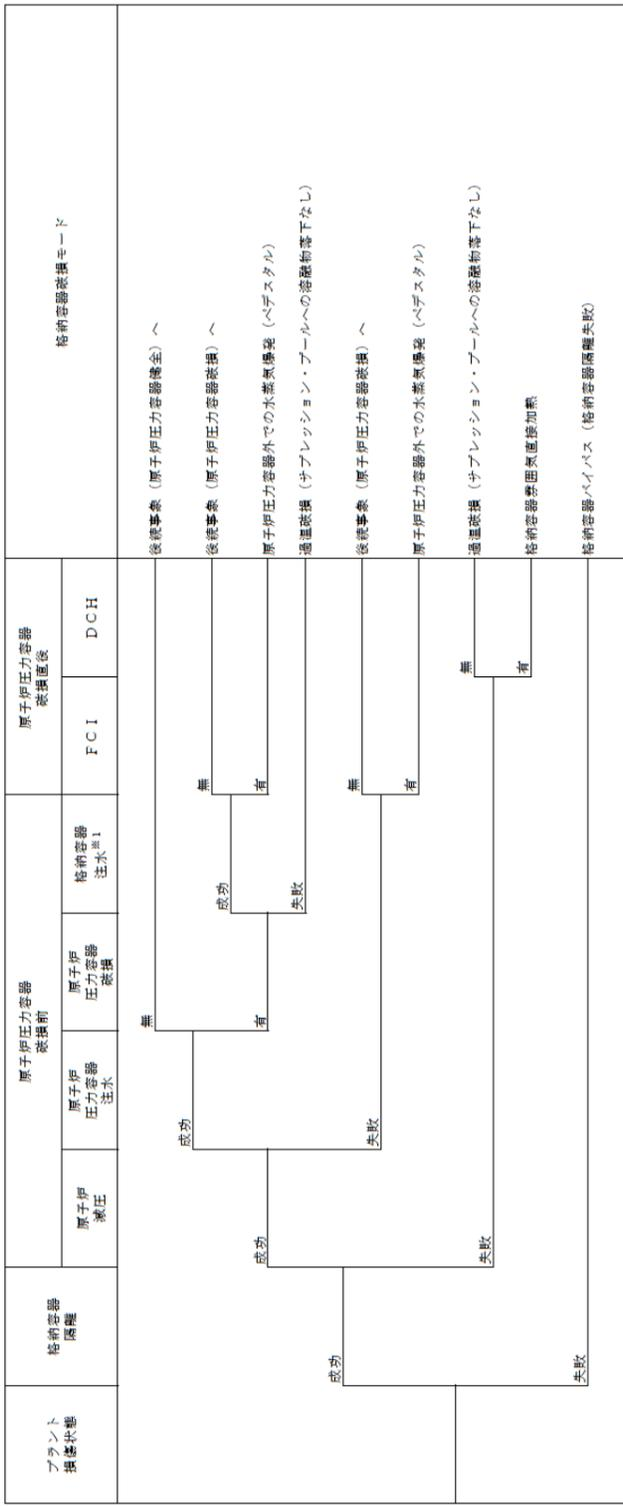 プラント
損傷状態
格納容器
隔離
原子炉圧力容器
破損前
原子炉
減圧
原子炉
圧力容器
注水
原子炉
圧力容器
破損
格納容器
注水※1
原子炉圧力容器
破損直後
FCI
DCH
格納容器破損モード
成功
失敗
成功
失敗
成功
失敗
無
有
成功
失敗
無
有
無
有
無
有
後続事象(原子炉圧力容器健全)へ
後続事象(原子炉圧力容器破損)へ
原子炉圧力容器外での水蒸気爆発(ペデスタル)
過温破損(サプレッション・プールへの溶融物落下なし)
後続事象(原子炉圧力容器破損)へ
原子炉圧力容器外での水蒸気爆発(ペデスタル)
過温破損(サプレッション・プールへの溶融物落下なし)
格納容器雰囲気直接加熱
格納容器バイパス(格納容器隔離失敗)